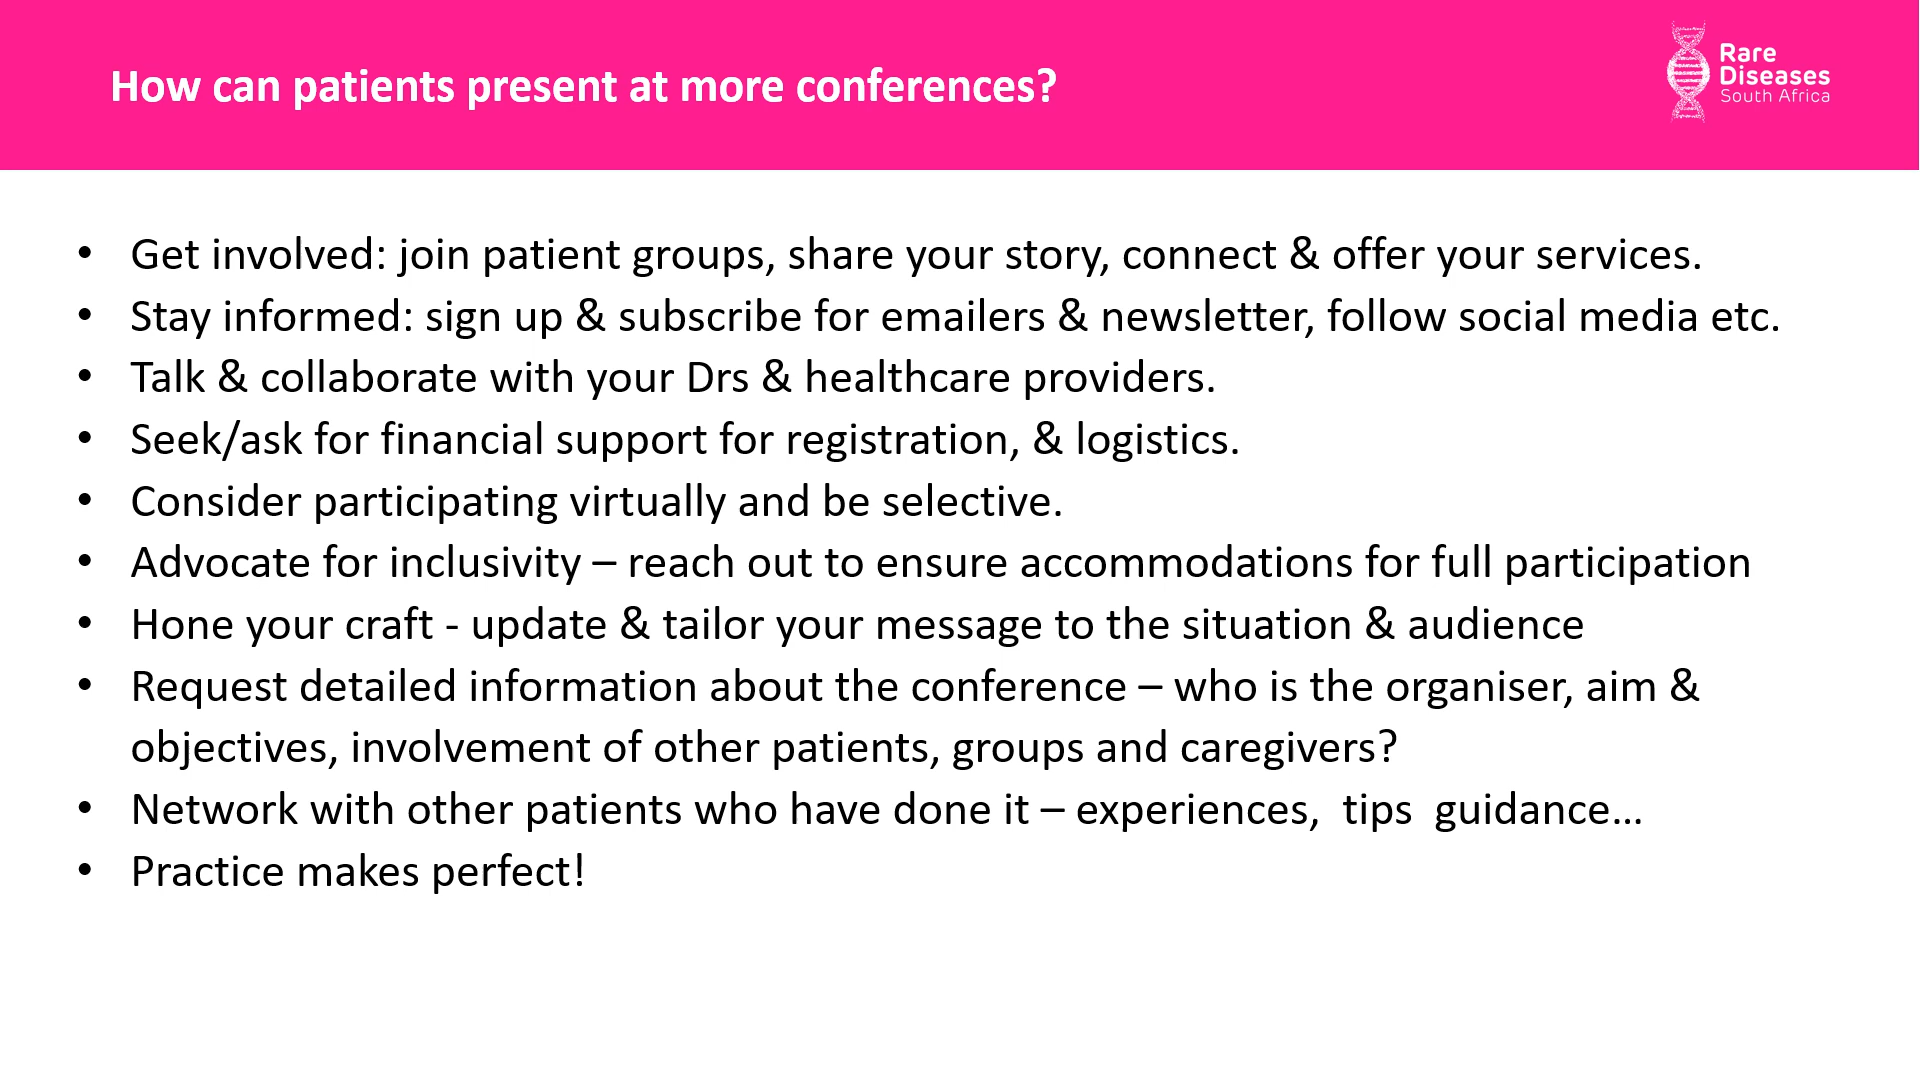 How can patients present at more conferences?
Rare
Diseases
South Africa
• Get involved: join patient groups, share your story, connect & offer your services.
• Stay informed: sign up & subscribe for emailers & newsletter, follow social media etc.
• Talk & collaborate with your Drs & healthcare providers.
• Seek/ask for financial support for registration, & logistics.
• Consider participating virtually and be selective.
• Advocate for inclusivity – reach out to ensure accommodations for full participation
• Hone your craft - update & tailor your message to the situation & audience
• Request detailed information about the conference – who is the organiser, aim &
objectives, involvement of other patients, groups and caregivers?
• Network with other patients who have done it – experiences,  tips  guidance…
• Practice makes perfect!